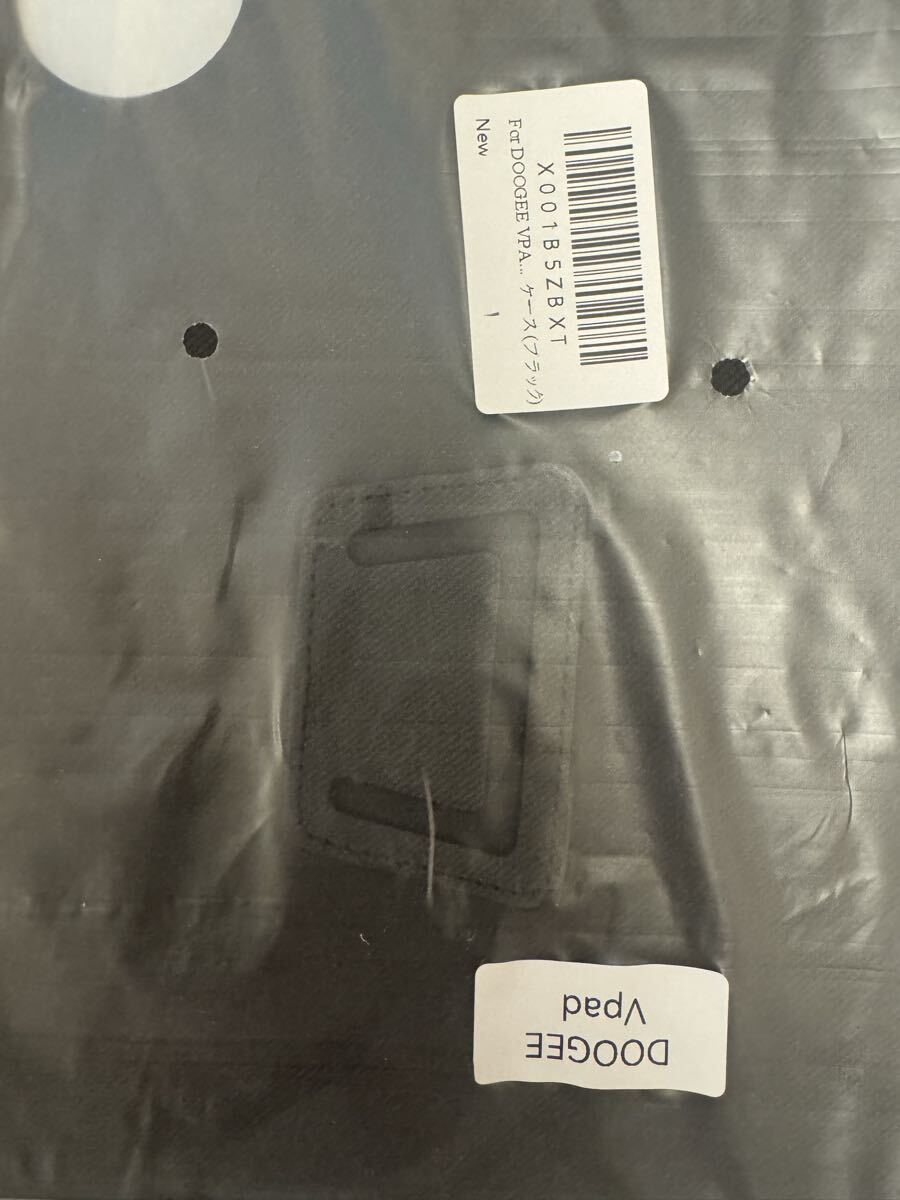 X001B5ZBXT
For DOOGEE VPA... ケース(ブラック)
New
DOOGEE
Vpad